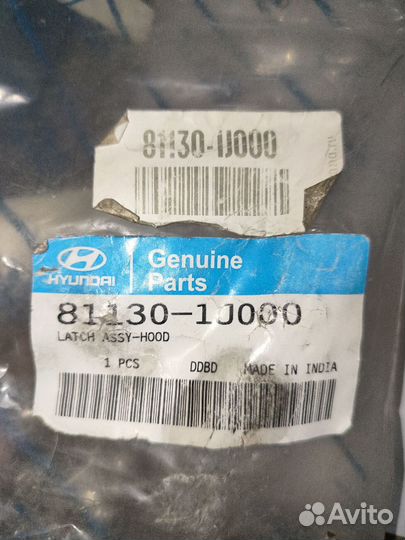 81130-1J000
HYUNDAI
Genuine
Parts
81130-1J000
LATCH ASSY-HOOD
1 PCS DDBD MADE IN INDIA
Avito